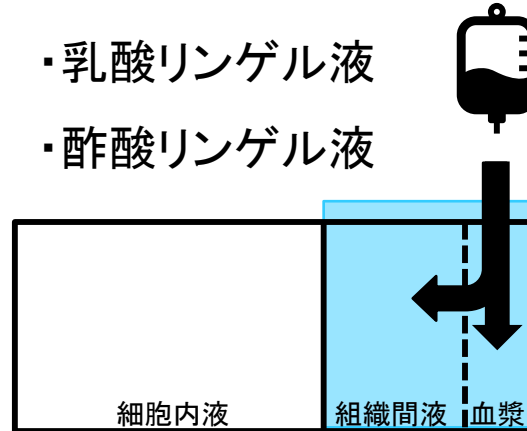 ・乳酸リンゲル液
・酢酸リンゲル液
細胞内液 組織間液 血漿